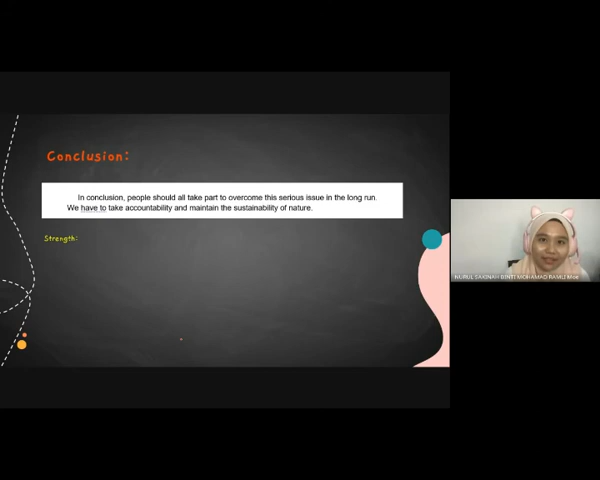 Conclusion:
In conclusion, people should all take part to overcome this serious issue in the long run.
We have to take accountability and maintain the sustainability of nature.
Strength:
NURUL SAKINAH BINTI MOHAMAD RAMLI